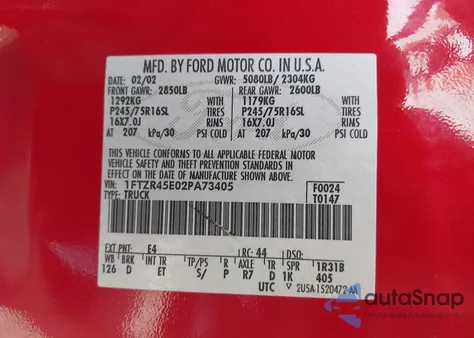 MFD. BY FORD MOTOR CO. IN U.S.A.
DATE: 02/02 GVWR: 5080LB/ 2304KG
FRONT GAWR: 2850LB REAR GAWR: 2600LB
1292KG WITH 1179KG WITH
P245/75R16SL TIRES P245/75R16SL TIRES
16X7.0J RIMS 16X7.0J RIMS
AT 207 kPa/30 PSI COLD AT 207 kPa/30 PSI COLD
THIS VEHICLE CONFORMS TO ALL APPLICABLE FEDERAL MOTOR
VEHICLE SAFETY AND THEFT PREVENTION STANDARDS IN
EFFECT ON THE DATE OF MANUFACTURE SHOWN ABOVE.
VIN: 1FTZR45E02PA73405 F0024
TYPE: TRUCK T0147
EXT PNT: E4 RC: 44 DSO:
WB BRK INT TR TP/PS R AXLE TR SPR 1R31B
126 D ET S/ P R7 D 1K 405
UTC 2U5A-1520472-AA
autoSnap